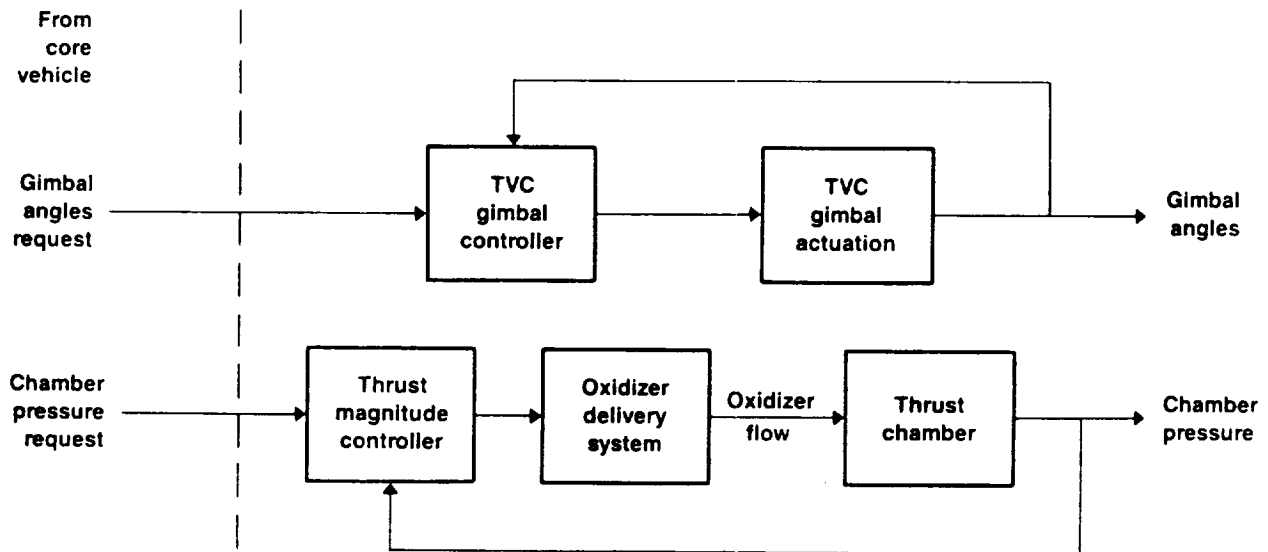 From
core
vehicle
Gimbal
angles
request
TVC
gimbal
controller
TVC
gimbal
actuation
Gimbal
angles
Chamber
pressure
request
Thrust
magnitude
controller
Oxidizer
delivery
system
Oxidizer
flow
Thrust
chamber
Chamber
pressure